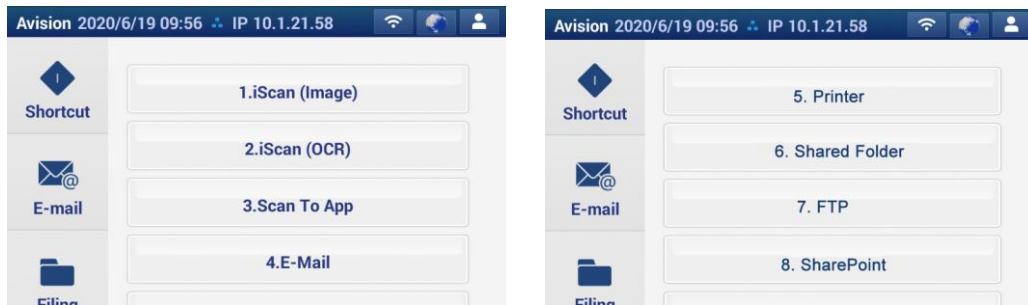 Avision 2020/6/19 09:56 IP 10.1.21.58
Shortcut
1.iScan (Image)
2.iScan (OCR)
E-mail
3.Scan To App
4.E-Mail
Filing
Avision 2020/6/19 09:56 IP 10.1.21.58
Shortcut
5. Printer
6. Shared Folder
E-mail
7. FTP
8. SharePoint
Filing